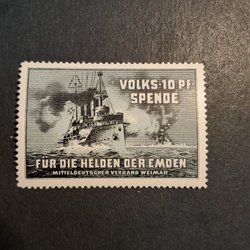 VOLKS·10 Pf
SPENDE
FÜR DIE HELDEN DER EMDEN
MITTELDEUTSCHER VERBAND WEIMAR